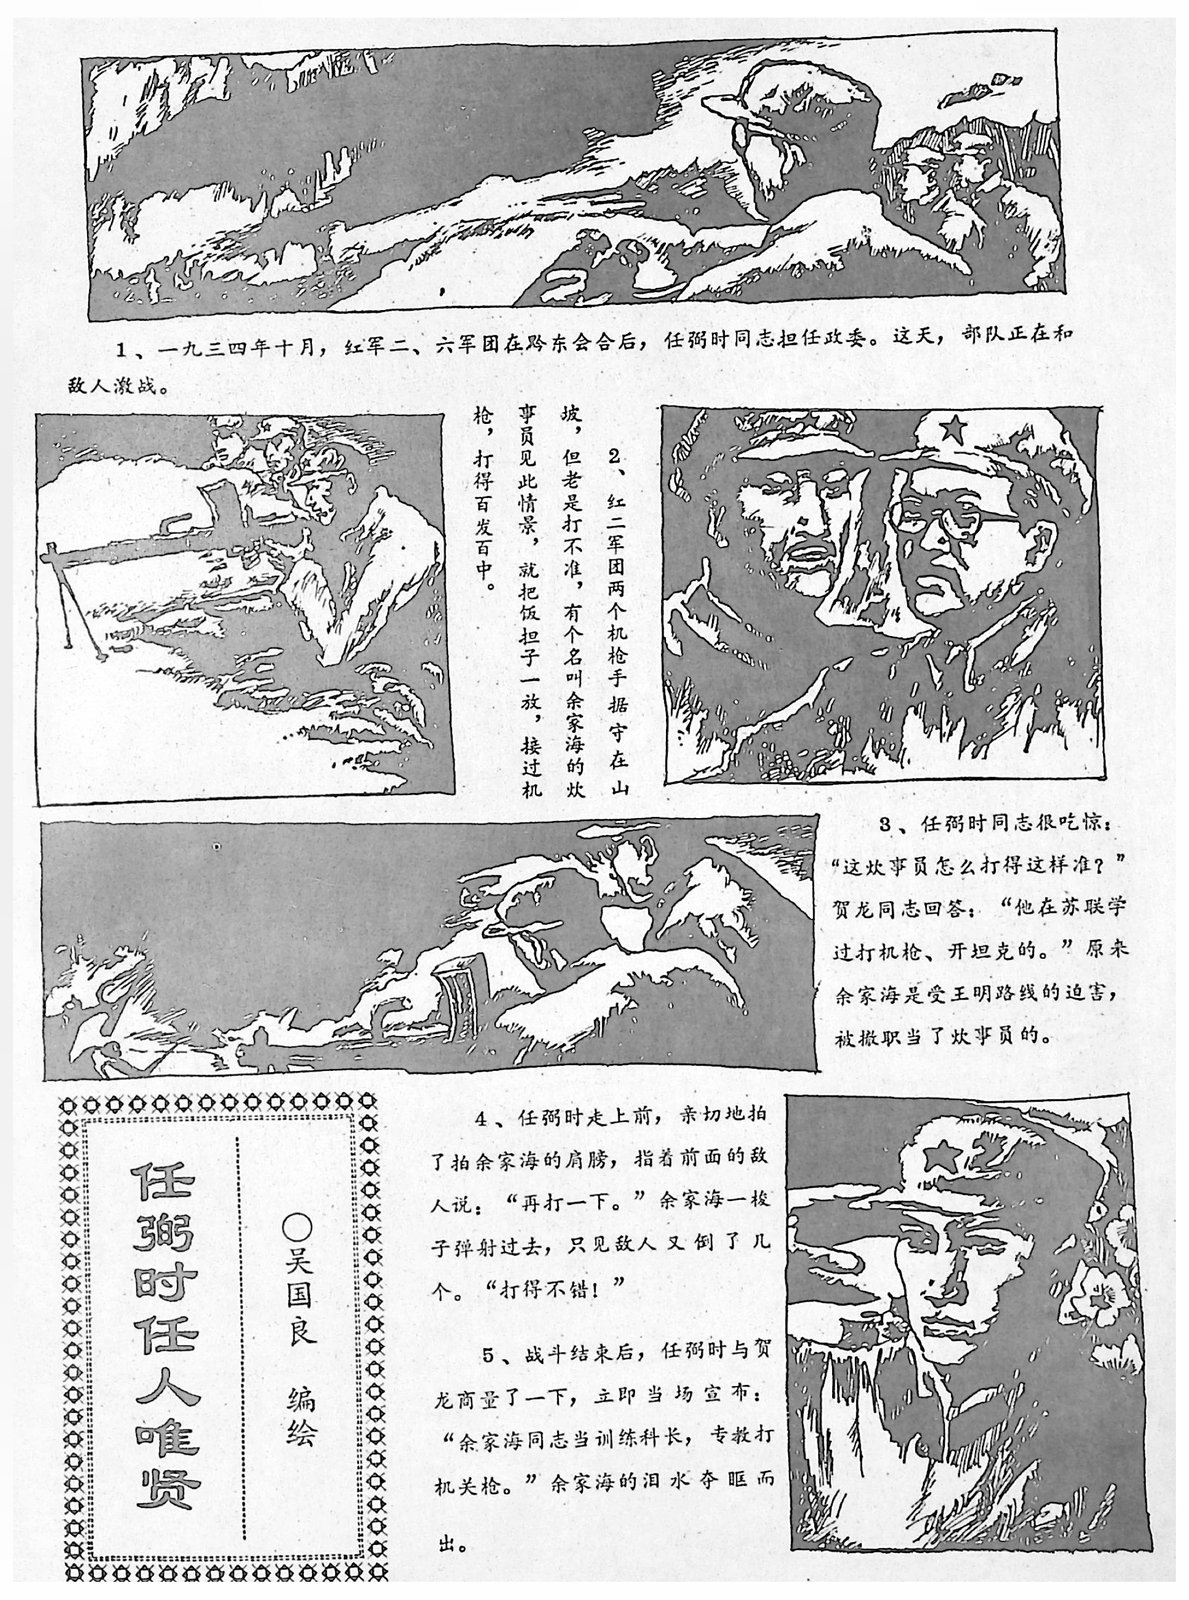 1、一九三四年十月，红军二、六军团在黔东会合后，任弼时同志担任政委。这天，部队正在和
敌人激战。
2、红二军团两个机枪手据守在山
坡，但老是打不准，有个名叫余家海的炊
事员见此情景，就把饭担子一放，接过机
枪，打得百发百中。
3、任弼时同志很吃惊：
“这炊事员怎么打得这样准？”
贺龙同志回答：“他在苏联学
过打机枪、开坦克的。”原来
余家海是受王明路线的迫害，
被撤职当了炊事员的。
任弼时任人唯贤
○吴国良 编绘
4、任弼时走上前，亲切地拍
了拍余家海的肩膀，指着前面的敌
人说：“再打一下。”余家海一梭
子弹射过去，只见敌人又倒了几
个。“打得不错！”
5、战斗结束后，任弼时与贺
龙商量了一下，立即当场宣布：
“余家海同志当训练科长，专教打
机关枪。”余家海的泪水夺眶而
出。